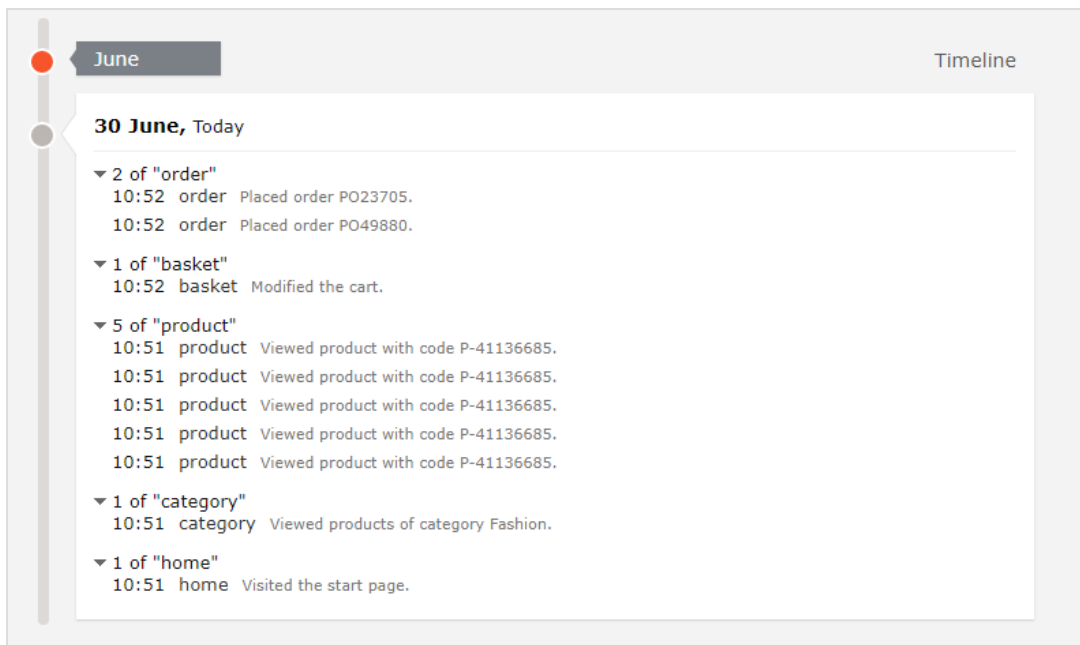 June
Timeline
30 June, Today
2 of "order"
10:52 order Placed order PO23705.
10:52 order Placed order PO49880.
1 of "basket"
10:52 basket Modified the cart.
5 of "product"
10:51 product Viewed product with code P-41136685.
10:51 product Viewed product with code P-41136685.
10:51 product Viewed product with code P-41136685.
10:51 product Viewed product with code P-41136685.
10:51 product Viewed product with code P-41136685.
1 of "category"
10:51 category Viewed products of category Fashion.
1 of "home"
10:51 home Visited the start page.